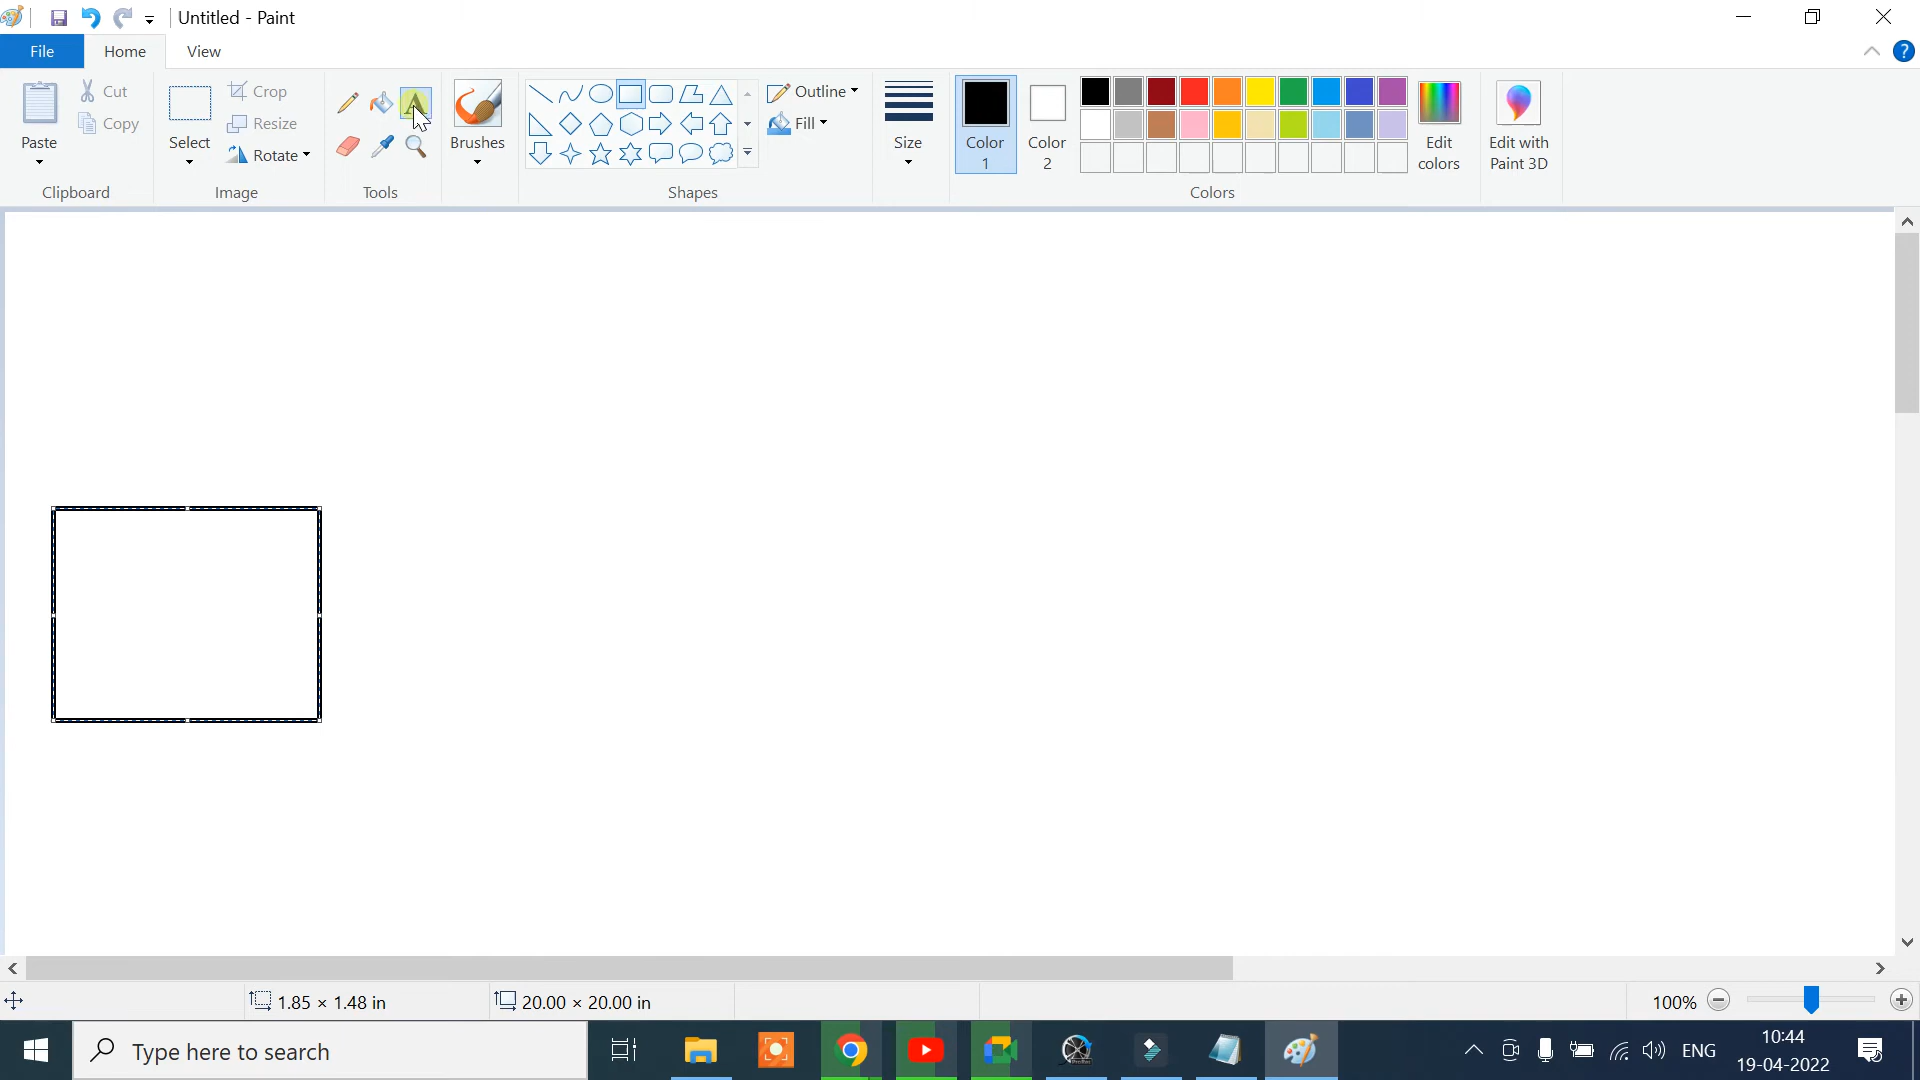 Untitled - Paint
File Home View
Paste
Cut
Copy
Clipboard
Select
Crop
Resize
Rotate
Image
A
Tools
Brushes
Shapes
Outline
Fill
Size
Color 1
Color 2
Colors
Edit colors
Edit with Paint 3D
?
1.85 × 1.48 in
20.00 × 20.00 in
100%
Type here to search
ENG
10:44
19-04-2022